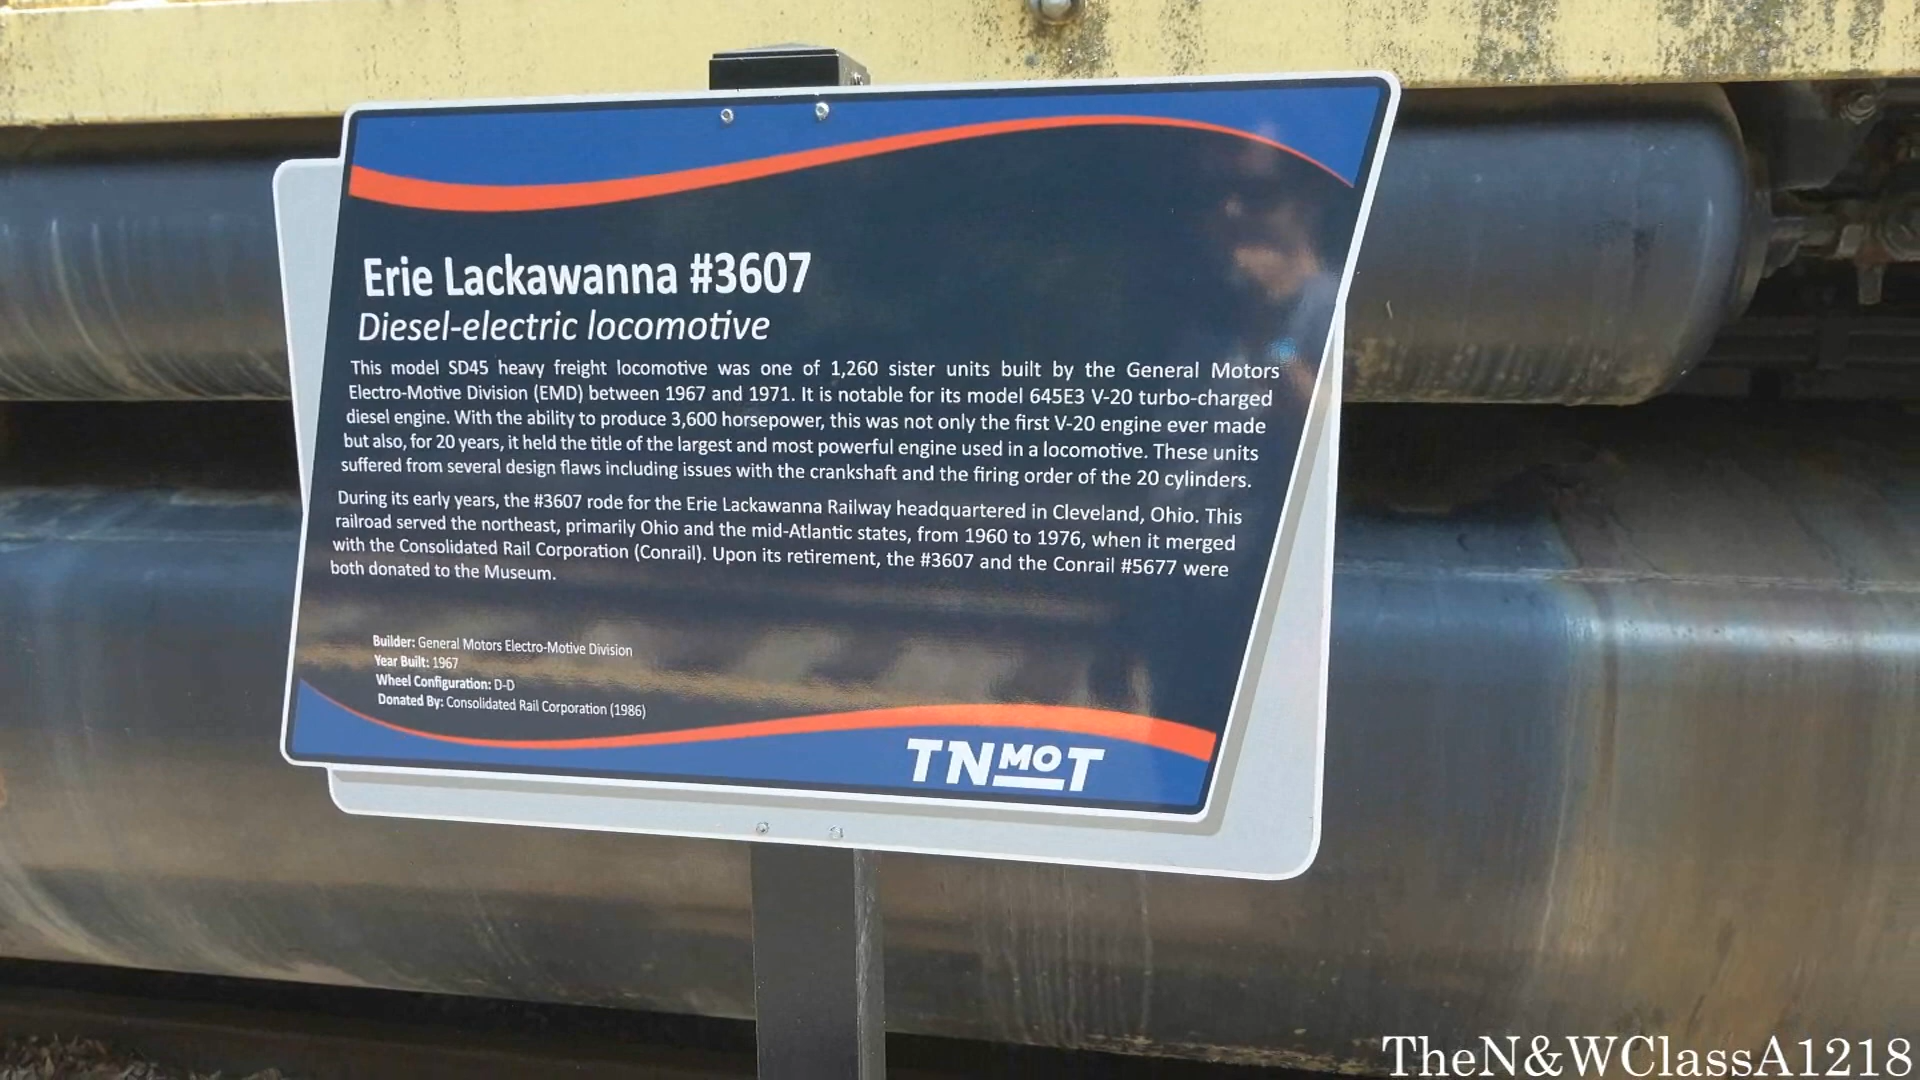 Erie Lackawanna #3607
Diesel-electric locomotive
This model SD45 heavy freight locomotive was one of 1,260 sister units built by the General Motors
Electro-Motive Division (EMD) between 1967 and 1971. It is notable for its model 645E3 V-20 turbo-charged
diesel engine. With the ability to produce 3,600 horsepower, this was not only the first V-20 engine ever made
but also, for 20 years, it held the title of the largest and most powerful engine used in a locomotive. These units
suffered from several design flaws including issues with the crankshaft and the firing order of the 20 cylinders.
During its early years, the #3607 rode for the Erie Lackawanna Railway headquartered in Cleveland, Ohio. This
railroad served the northeast, primarily Ohio and the mid-Atlantic states, from 1960 to 1976, when it merged
with the Consolidated Rail Corporation (Conrail). Upon its retirement, the #3607 and the Conrail #5677 were
both donated to the Museum.
Builder: General Motors Electro-Motive Division
Year Built: 1967
Wheel Configuration: D-D
Donated By: Consolidated Rail Corporation (1986)
TNMOT
TheN&WClassA1218